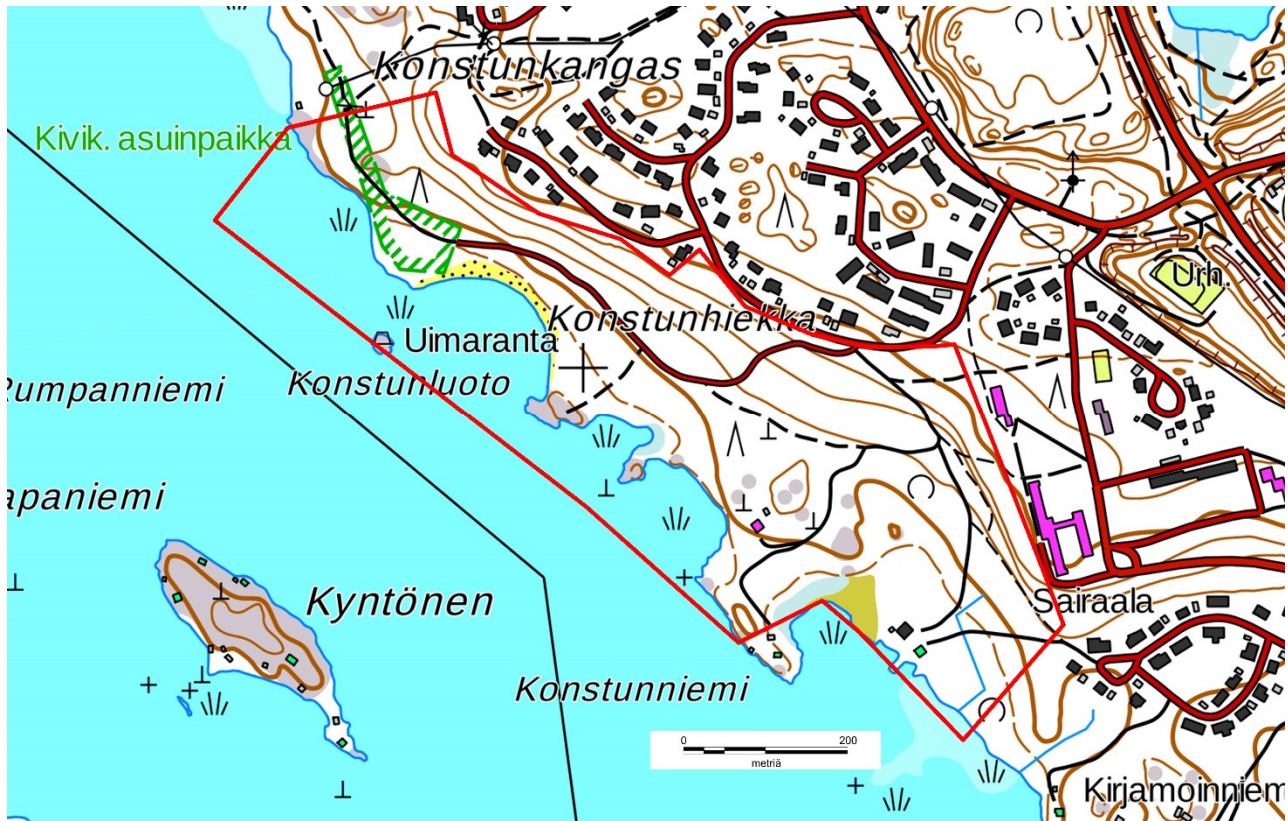 Konstunkangas
Kivik. asuinpaikka
Urh.
Konstunhiekka
Uimaranta
Konstunluoto
Rumpanniemi
apaniemi
Kyntönen
Sairaala
Konstunniemi
0 200
metriä
Kirjamoinniem